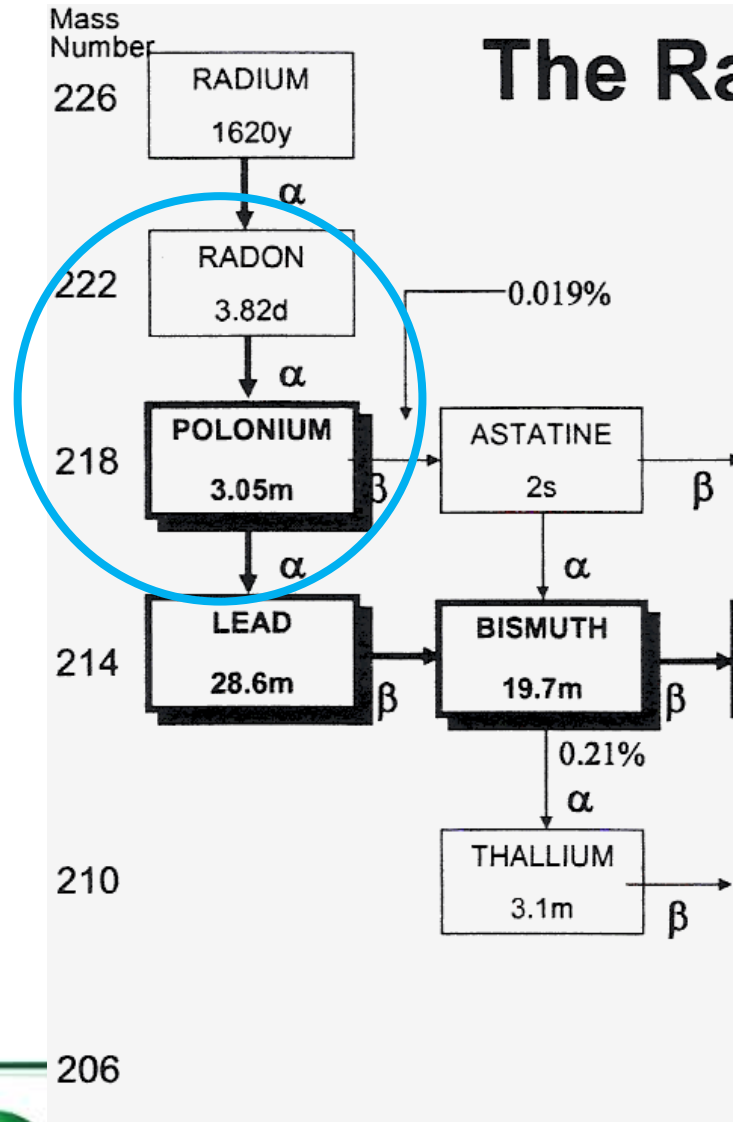 Mass
Number
The Ra
226
RADIUM
1620y
α
RADON
222
3.82d
0.019%
α
POLONIUM
ASTATINE
218
3.05m
β
2s
β
α
α
LEAD
BISMUTH
214
28.6m
β
19.7m
β
0.21%
α
THALLIUM
210
3.1m
β
206